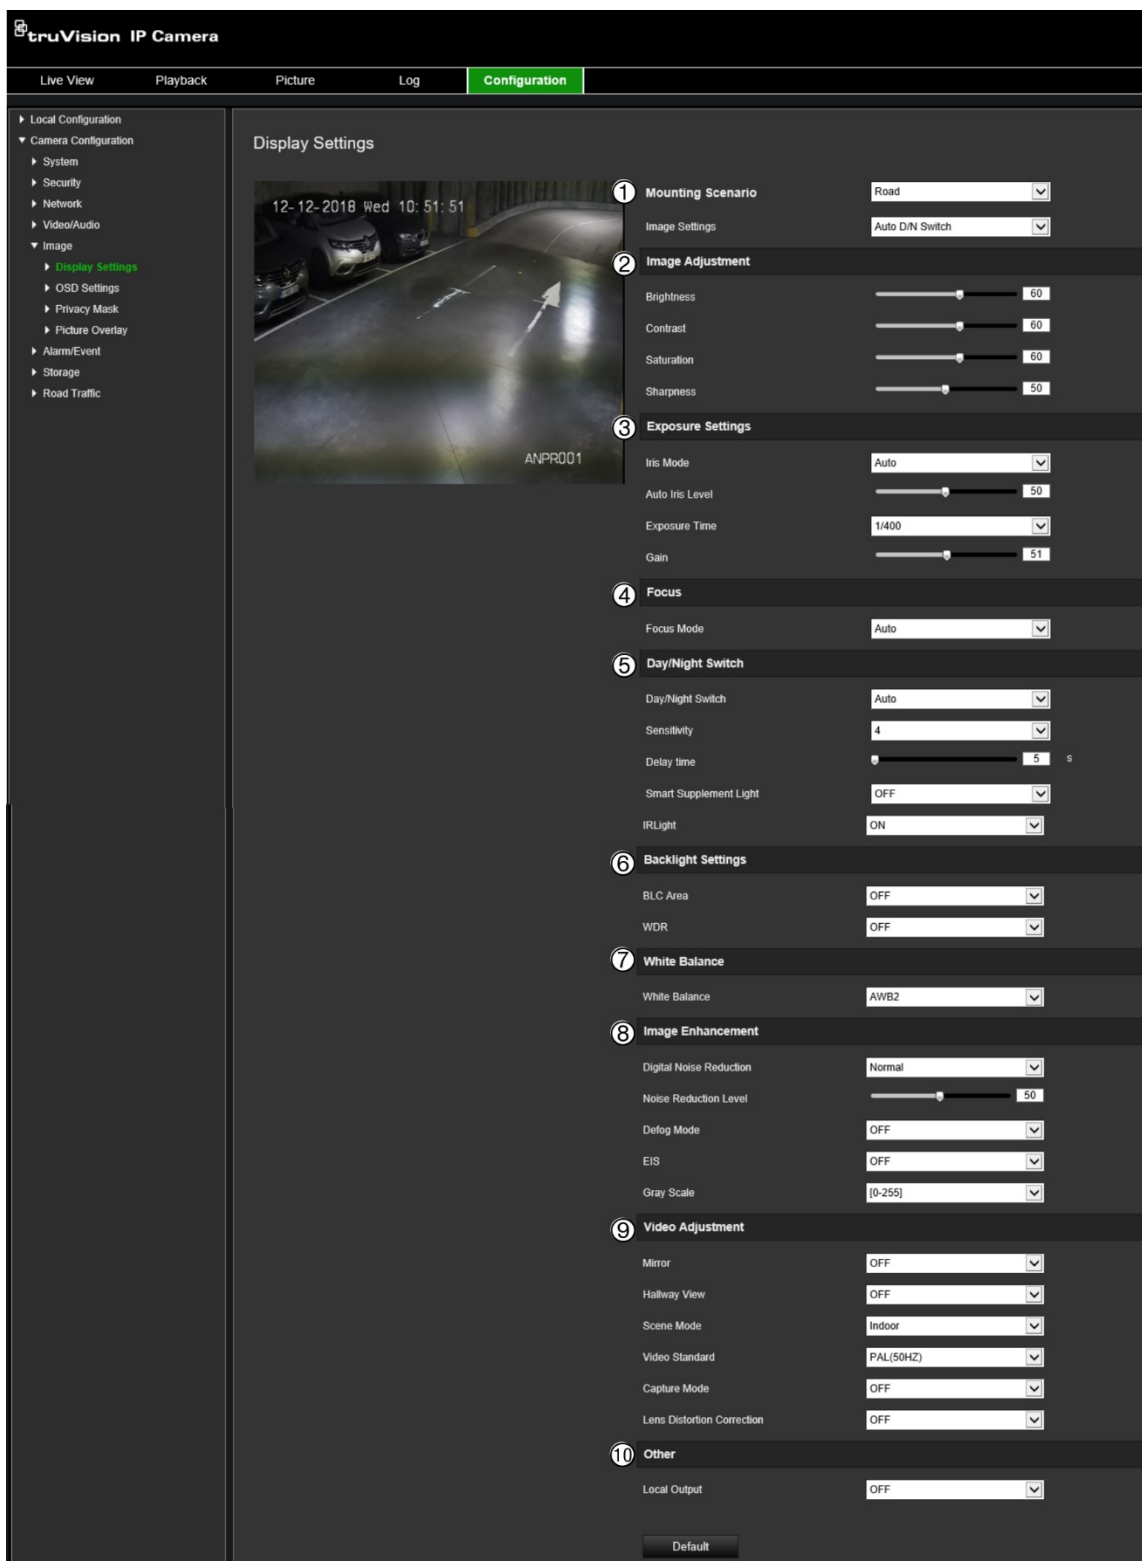 truVision IP Camera
Live View Playback Picture Log Configuration
Local Configuration
Camera Configuration
System
Security
Network
Video/Audio
Image
Display Settings
OSD Settings
Privacy Mask
Picture Overlay
Alarm/Event
Storage
Road Traffic
Display Settings
12-12-2018 Wed 10:51:51
ANPR001
1 Mounting Scenario Road
Image Settings Auto D/N Switch
2 Image Adjustment
Brightness 60
Contrast 60
Saturation 60
Sharpness 50
3 Exposure Settings
Iris Mode Auto
Auto Iris Level 50
Exposure Time 1/400
Gain 51
4 Focus
Focus Mode Auto
5 Day/Night Switch
Day/Night Switch Auto
Sensitivity 4
Delay time 5 s
Smart Supplement Light OFF
IRLight ON
6 Backlight Settings
BLC Area OFF
WDR OFF
7 White Balance
White Balance AWB2
8 Image Enhancement
Digital Noise Reduction Normal
Noise Reduction Level 50
Defog Mode OFF
EIS OFF
Gray Scale [0-255]
9 Video Adjustment
Mirror OFF
Hallway View OFF
Scene Mode Indoor
Video Standard PAL(50HZ)
Capture Mode OFF
Lens Distortion Correction OFF
10 Other
Local Output OFF
Default